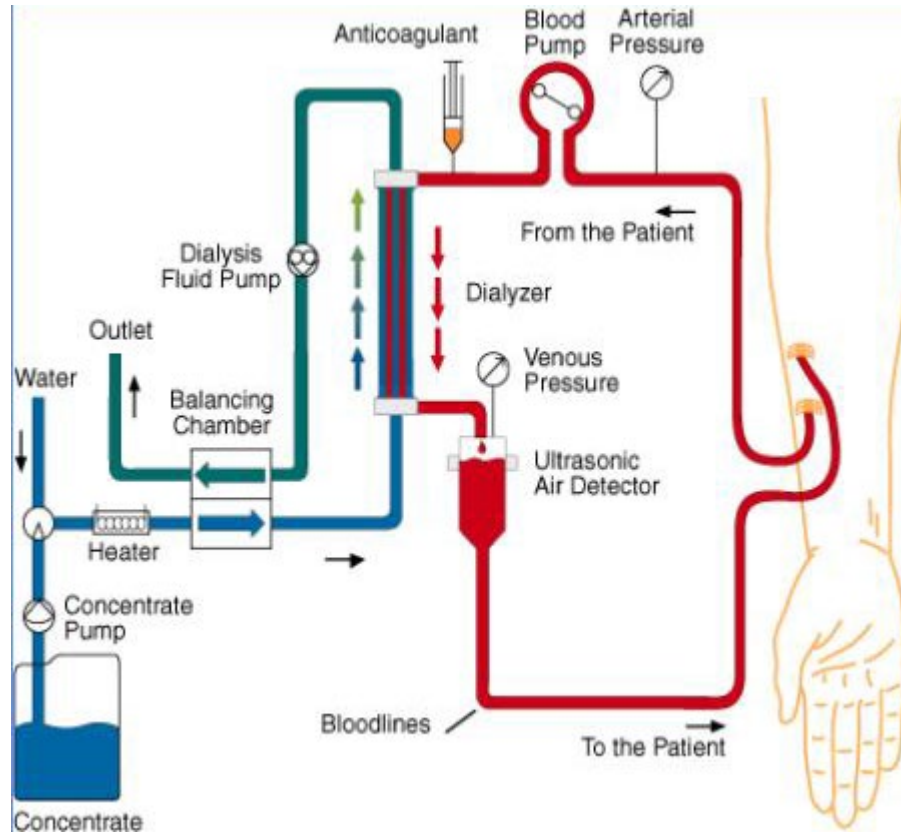 Anticoagulant
Blood
Pump
Arterial
Pressure
From the Patient
Dialysis
Fluid Pump
Dialyzer
Outlet
Venous
Pressure
Water
Balancing
Chamber
Ultrasonic
Air Detector
Heater
Concentrate
Pump
Bloodlines
To the Patient
Concentrate